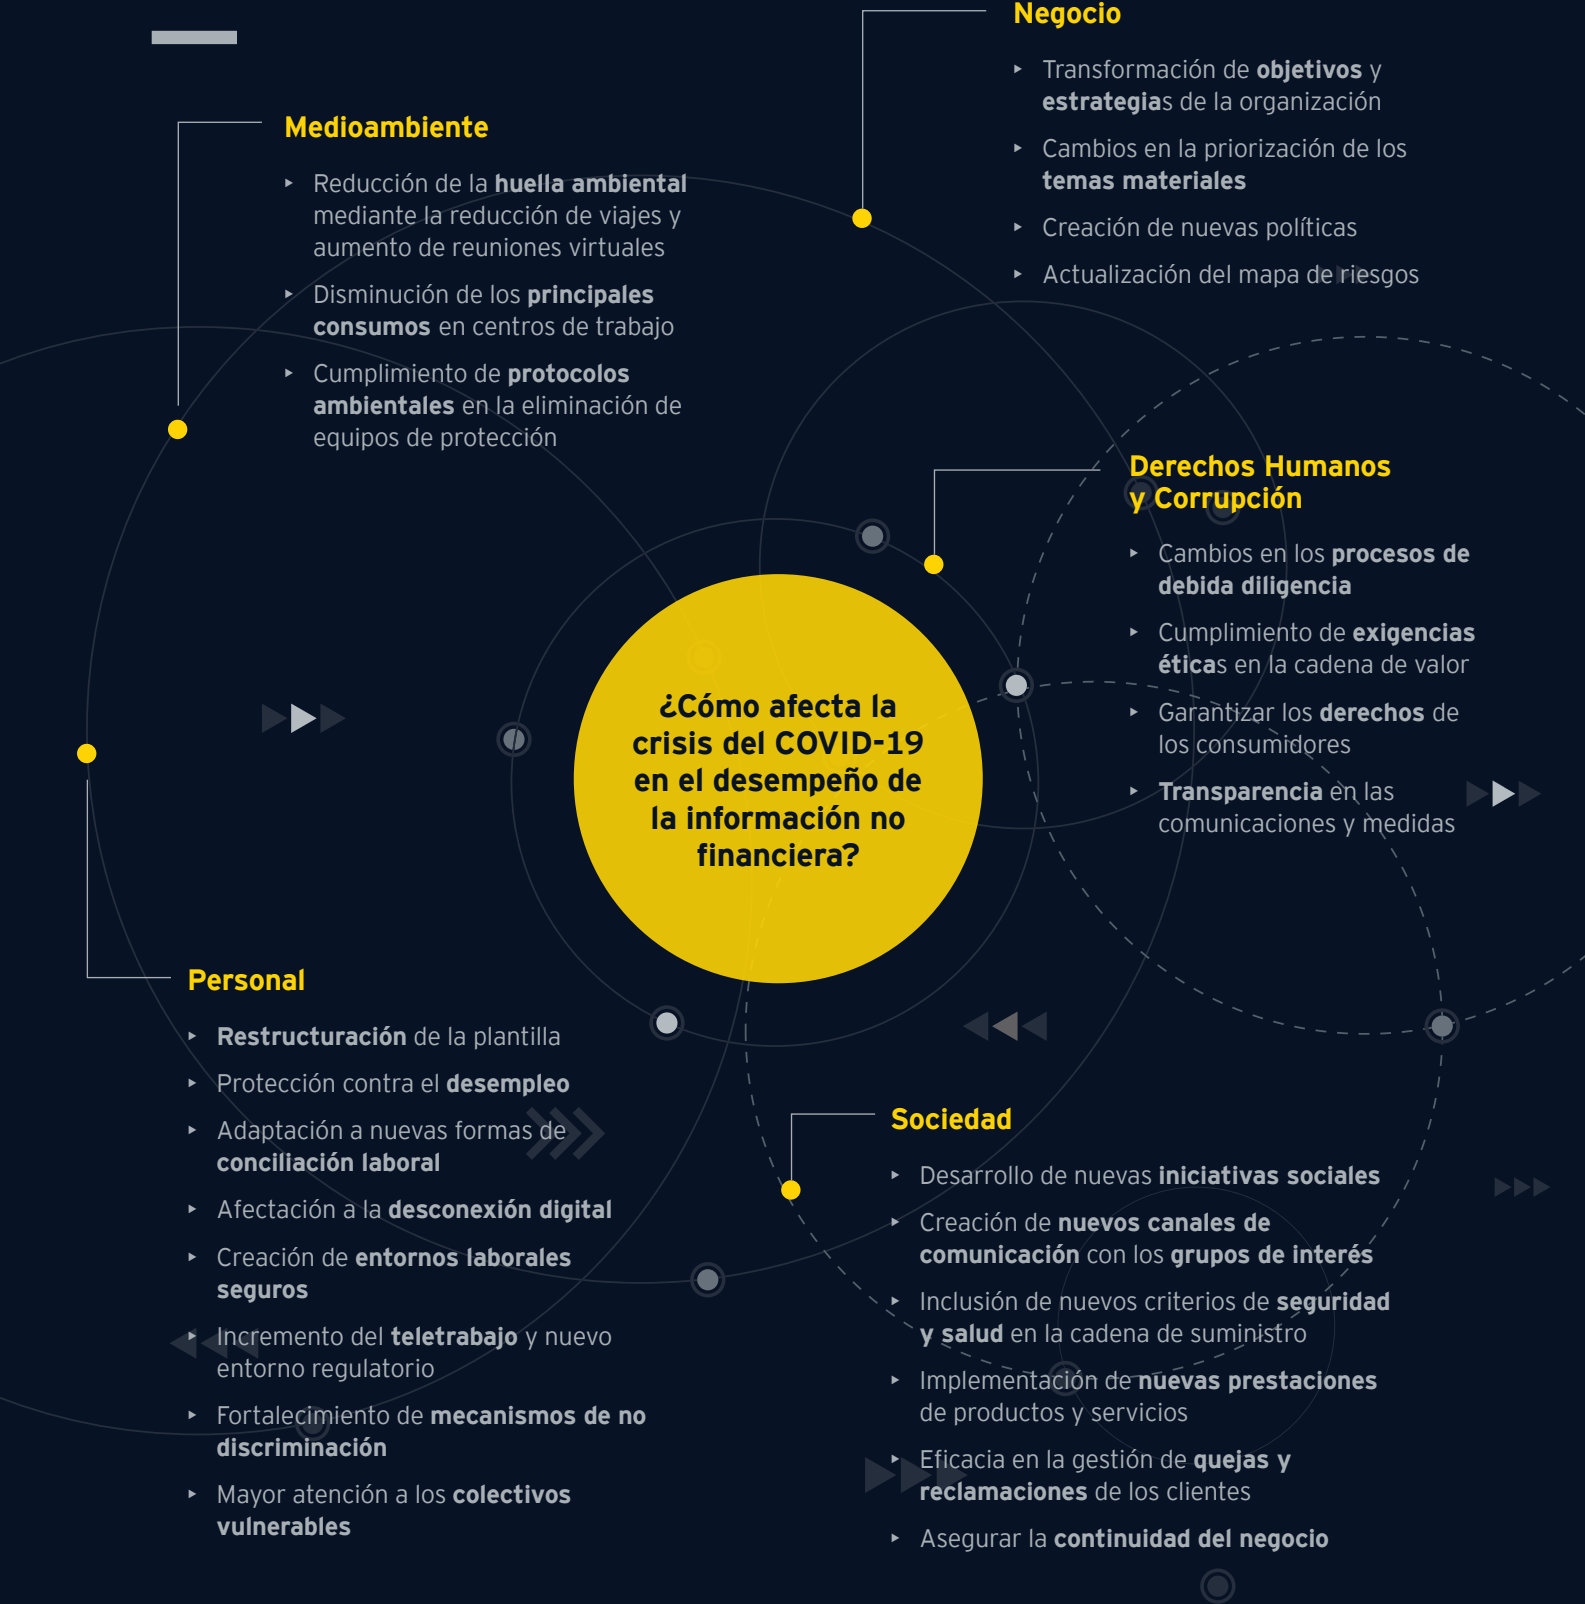 Negocio
Transformación de objetivos y
estrategias de la organización
Cambios en la priorización de los
temas materiales
Creación de nuevas políticas
Actualización del mapa de riesgos
Medioambiente
Reducción de la huella ambiental
mediante la reducción de viajes y
aumento de reuniones virtuales
Disminución de los principales
consumos en centros de trabajo
Cumplimiento de protocolos
ambientales en la eliminación de
equipos de protección
Derechos Humanos
y Corrupción
Cambios en los procesos de
debida diligencia
Cumplimiento de exigencias
éticas en la cadena de valor
Garantizar los derechos de
los consumidores
Transparencia en las
comunicaciones y medidas
¿Cómo afecta la
crisis del COVID-19
en el desempeño de
la información no
financiera?
Personal
Restructuración de la plantilla
Protección contra el desempleo
Adaptación a nuevas formas de
conciliación laboral
Afectación a la desconexión digital
Creación de entornos laborales
seguros
Incremento del teletrabajo y nuevo
entorno regulatorio
Fortalecimiento de mecanismos de no
discriminación
Mayor atención a los colectivos
vulnerables
Sociedad
Desarrollo de nuevas iniciativas sociales
Creación de nuevos canales de
comunicación con los grupos de interés
Inclusión de nuevos criterios de seguridad
y salud en la cadena de suministro
Implementación de nuevas prestaciones
de productos y servicios
Eficacia en la gestión de quejas y
reclamaciones de los clientes
Asegurar la continuidad del negocio